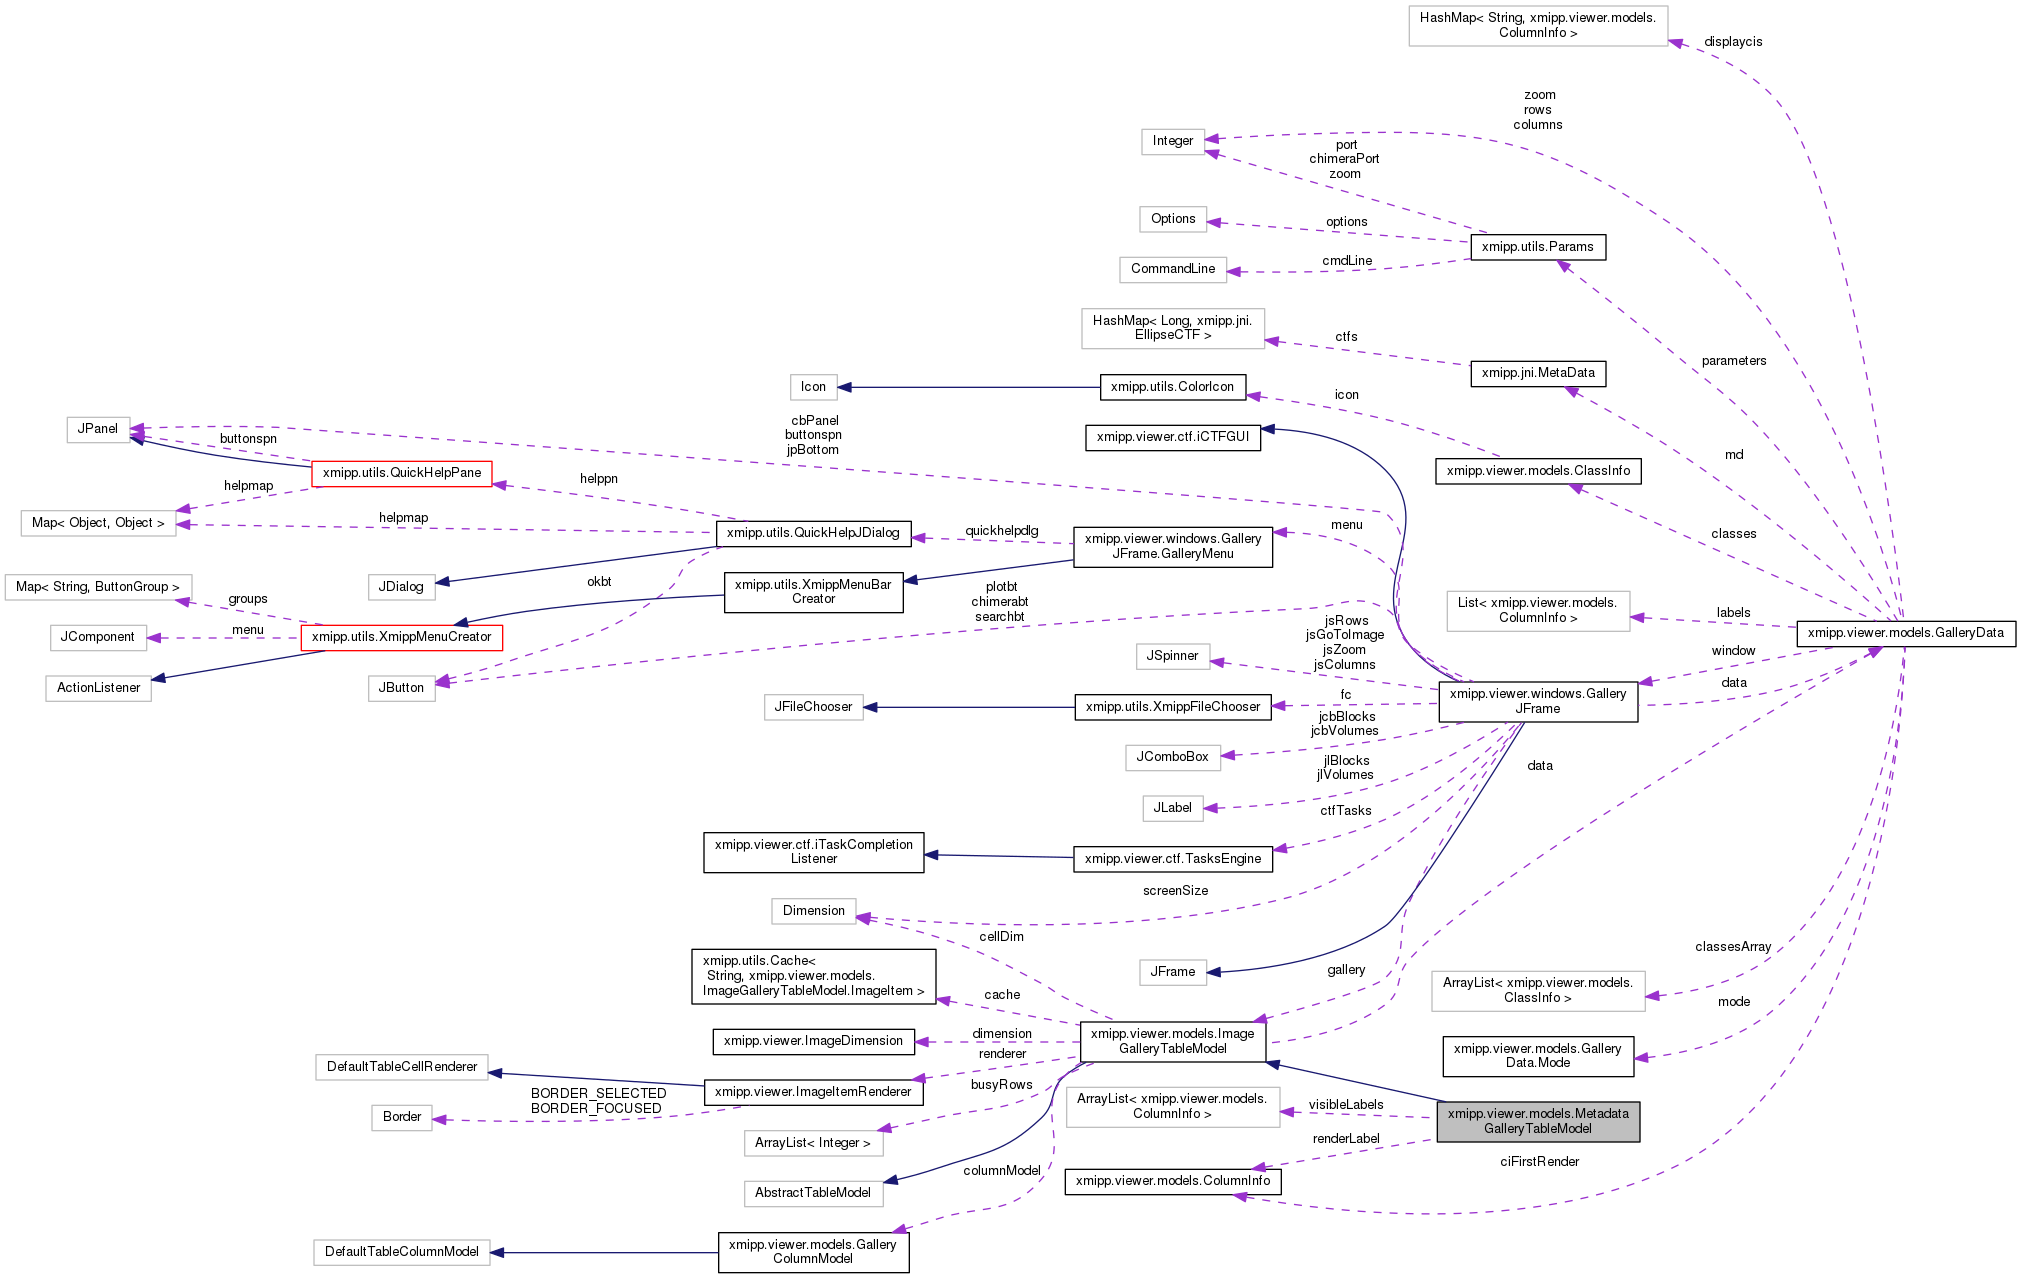 HashMap< String, xmipp.viewer.models.
ColumnInfo >
displaycis
zoom
rows
columns
Integer
port
chimeraPort
zoom
Options
options
xmipp.utils.Params
CommandLine
cmdLine
HashMap< Long, xmipp.jni.
EllipseCTF >
ctfs
parameters
xmipp.jni.MetaData
Icon
xmipp.utils.ColorIcon
icon
JPanel
buttonspn
cbPanel
buttonspn
jpBottom
xmipp.viewer.ctf.iCTFGUI
xmipp.utils.QuickHelpPane
xmipp.viewer.models.ClassInfo
md
helpmap
helppn
Map< Object, Object >
helpmap
xmipp.utils.QuickHelpJDialog
quickhelpdlg
xmipp.viewer.windows.Gallery
JFrame.GalleryMenu
menu
classes
Map< String, ButtonGroup >
JDialog
okbt
xmipp.utils.XmippMenuBar
Creator
plotbt
chimerabt
searchbt
groups
List< xmipp.viewer.models.
ColumnInfo >
labels
xmipp.viewer.models.GalleryData
JComponent
menu
xmipp.utils.XmippMenuCreator
jsRows
jsGoToImage
jsZoom
jsColumns
JSpinner
window
ActionListener
JButton
data
xmipp.viewer.windows.Gallery
JFrame
JFileChooser
xmipp.utils.XmippFileChooser
fc
jcbBlocks
jcbVolumes
JComboBox
jlBlocks
jlVolumes
data
JLabel
ctfTasks
xmipp.viewer.ctf.iTaskCompletion
Listener
xmipp.viewer.ctf.TasksEngine
screenSize
Dimension
cellDim
classesArray
xmipp.utils.Cache<
String, xmipp.viewer.models.
ImageGalleryTableModel.ImageItem >
cache
JFrame
gallery
ArrayList< xmipp.viewer.models.
ClassInfo >
mode
xmipp.viewer.ImageDimension
dimension
xmipp.viewer.models.Image
GalleryTableModel
xmipp.viewer.models.Gallery
Data.Mode
renderer
DefaultTableCellRenderer
BORDER_SELECTED
BORDER_FOCUSED
xmipp.viewer.ImageItemRenderer
busyRows
Border
ArrayList< xmipp.viewer.models.
ColumnInfo >
visibleLabels
xmipp.viewer.models.Metadata
GalleryTableModel
ArrayList< Integer >
renderLabel
columnModel
ciFirstRender
AbstractTableModel
xmipp.viewer.models.ColumnInfo
DefaultTableColumnModel
xmipp.viewer.models.Gallery
ColumnModel